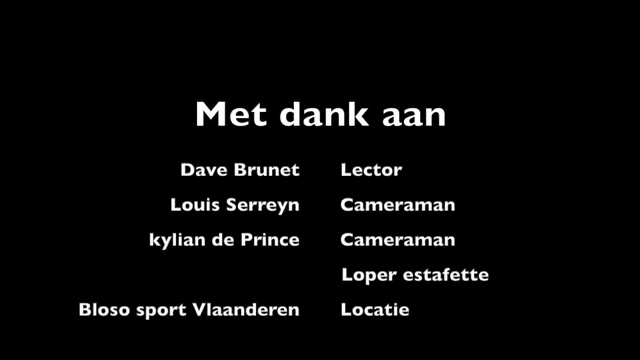 Met dank aan
Dave Brunet Lector
Louis Serreyn Cameraman
kylian de Prince Cameraman
Loper estafette
Bloso sport Vlaanderen Locatie